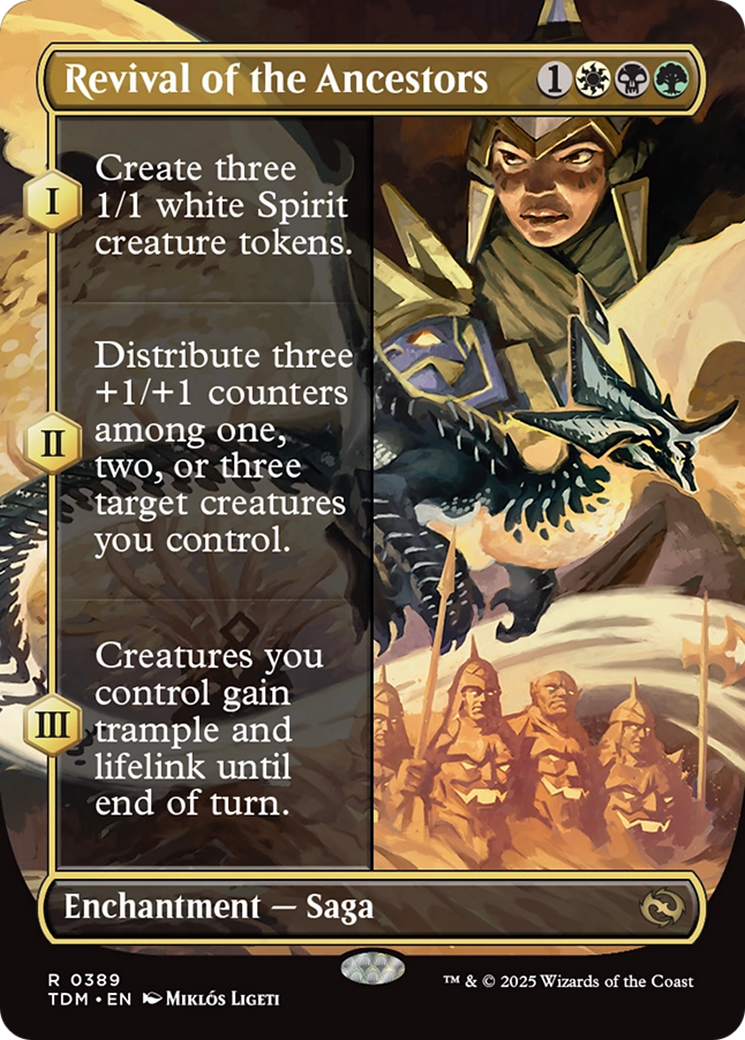 Revival of the Ancestors 1
I
Create three
1/1 white Spirit
creature tokens.
II
Distribute three
+1/+1 counters
among one,
two, or three
target creatures
you control.
III
Creatures you
control gain
trample and
lifelink until
end of turn.
Enchantment — Saga
R 0389
TDM • EN Miklós Ligeti
™ & © 2025 Wizards of the Coast